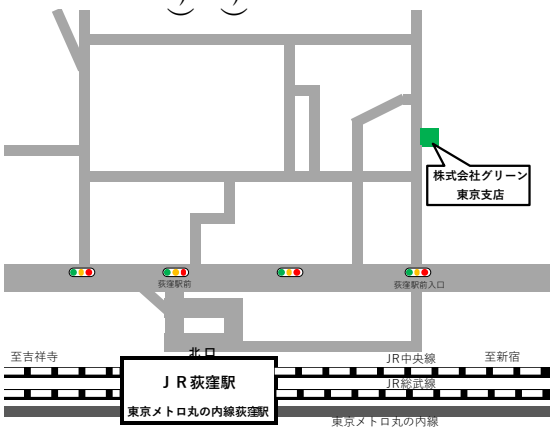 株式会社グリーン
東京支店
荻窪駅前
荻窪駅前入口
北口
至吉祥寺
JR中央線
至新宿
ＪＲ荻窪駅
JR総武線
東京メトロ丸の内線荻窪駅
東京メトロ丸の内線